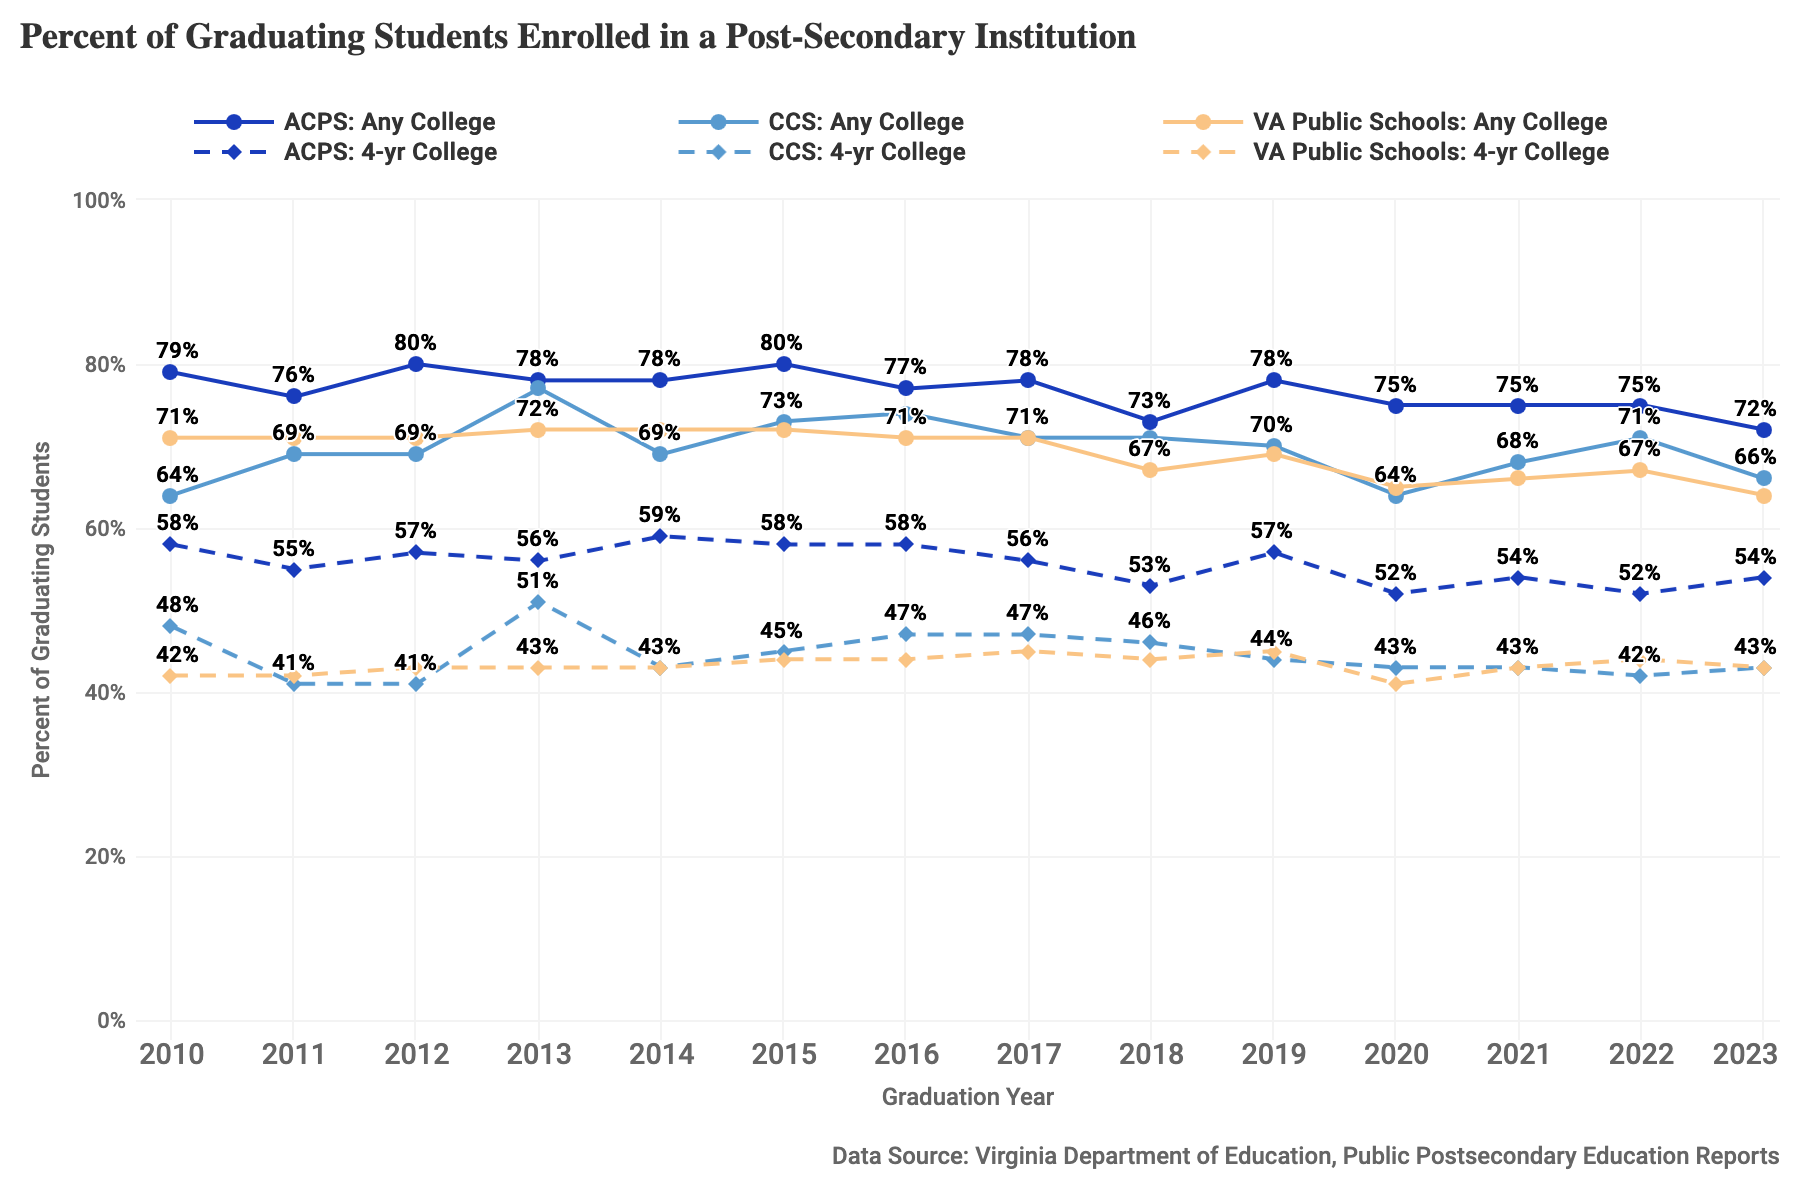 Percent of Graduating Students Enrolled in a Post-Secondary Institution
ACPS: Any College CCS: Any College VA Public Schools: Any College
ACPS: 4-yr College CCS: 4-yr College VA Public Schools: 4-yr College
100%
80%
60%
40%
20%
0%
Percent of Graduating Students
79% 76% 80% 78% 78% 80% 77% 78% 73% 78% 75% 75% 75% 72%
71% 69% 69% 72% 69% 73% 71% 71% 67% 70% 64% 68% 71% 66%
64% 67%
58% 55% 57% 56% 59% 58% 58% 56% 53% 57% 52% 54% 52% 54%
48% 41% 41% 51% 43% 45% 47% 47% 46% 44% 43% 43% 42% 43%
42% 43%
2010 2011 2012 2013 2014 2015 2016 2017 2018 2019 2020 2021 2022 2023
Graduation Year
Data Source: Virginia Department of Education, Public Postsecondary Education Reports